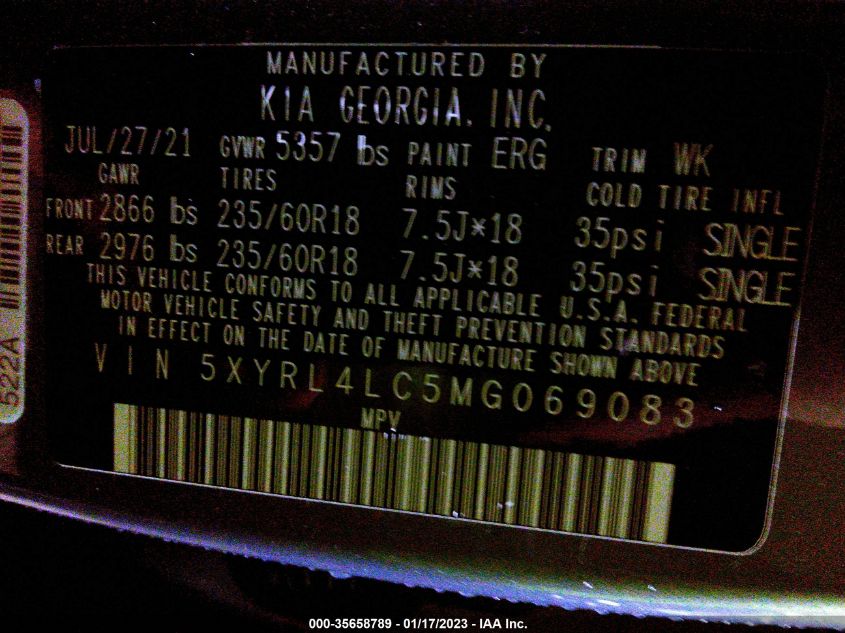 MANUFACTURED BY
KIA GEORGIA, INC.
JUL/27/21 GVWR 5357 lbs PAINT ERG TRIM WK
GAWR TIRES RIMS COLD TIRE INFL
FRONT 2866 lbs 235/60R18 7.5J*18 35psi SINGLE
REAR 2976 lbs 235/60R18 7.5J*18 35psi SINGLE
THIS VEHICLE CONFORMS TO ALL APPLICABLE U.S.A. FEDERAL
MOTOR VEHICLE SAFETY AND THEFT PREVENTION STANDARDS
IN EFFECT ON THE DATE OF MANUFACTURE SHOWN ABOVE
VIN 5XYRL4LC5MG069083
MPV
522A
000-35658789 - 01/17/2023 - IAA Inc.